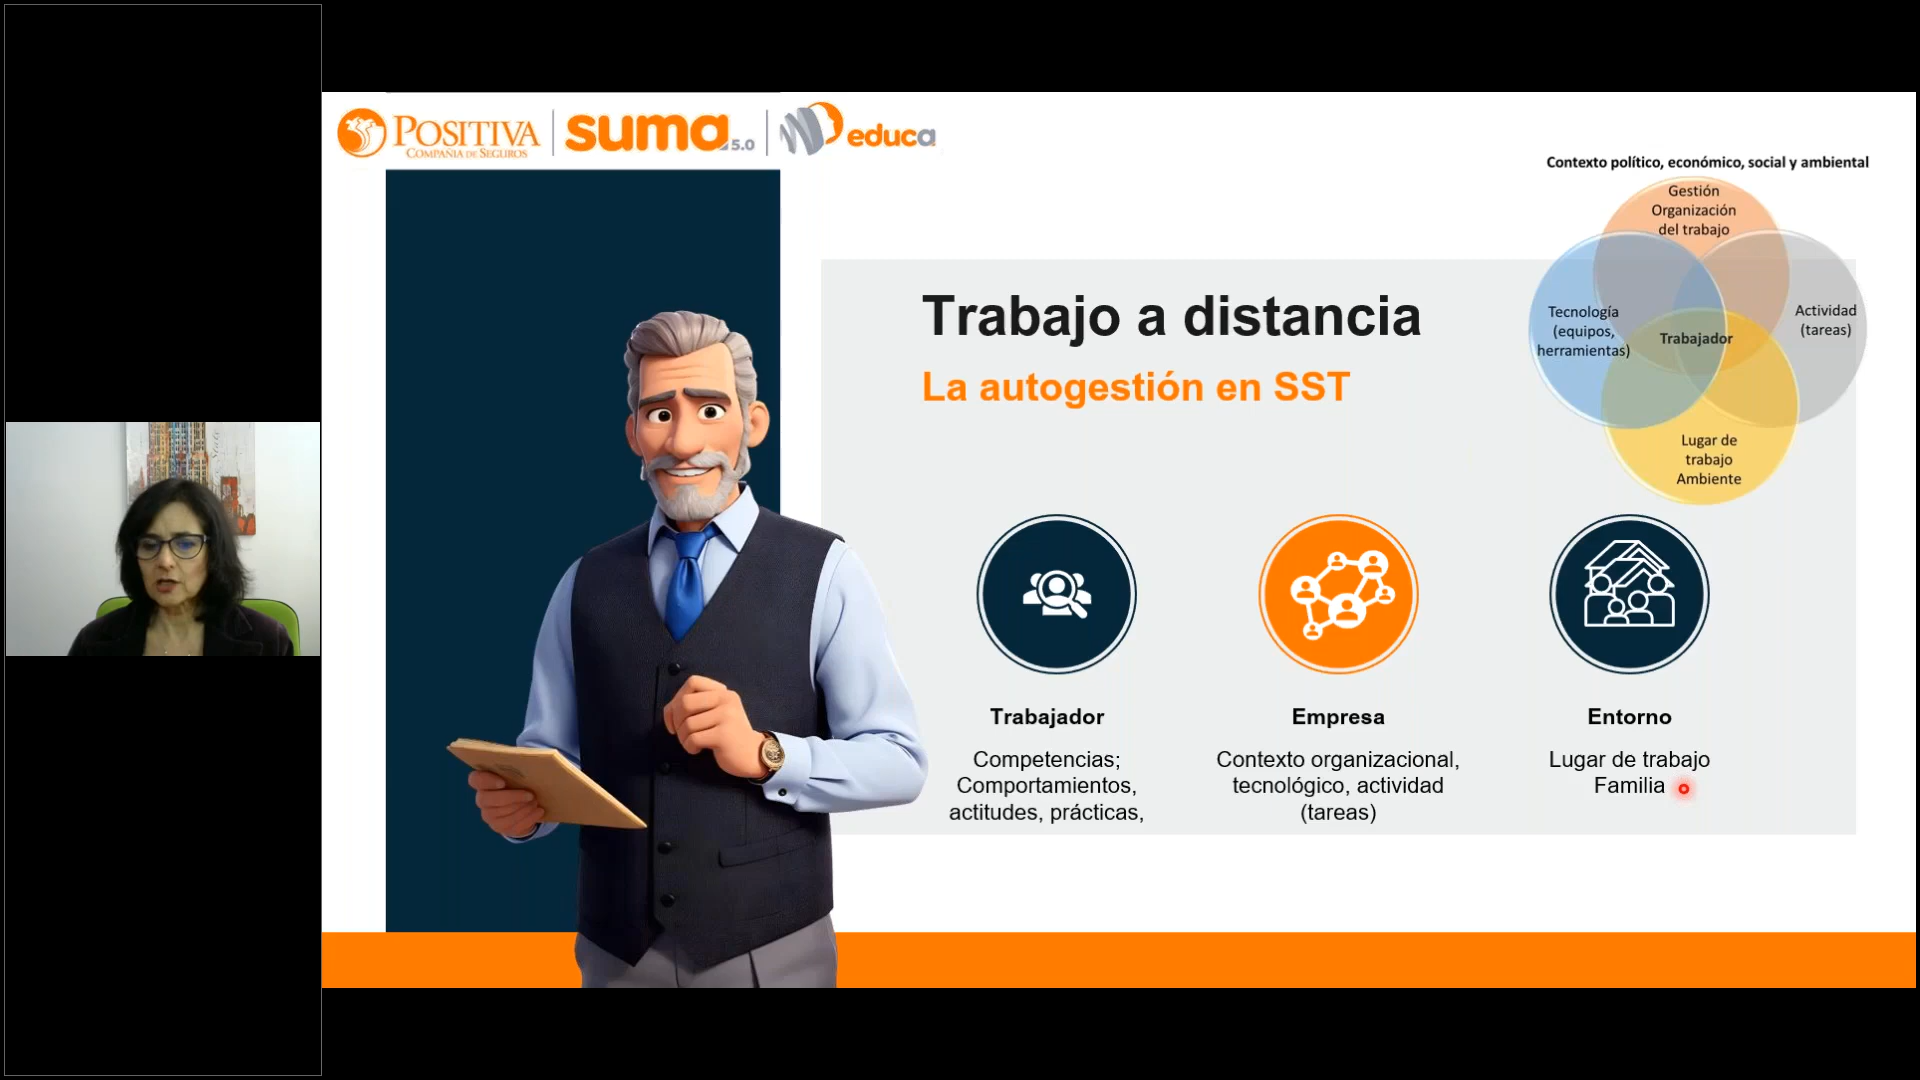 POSITIVA
COMPAÑÍA DE SEGUROS
suma 5.0
educa
Contexto político, económico, social y ambiental
Gestión
Organización
del trabajo
Tecnología
(equipos,
herramientas)
Trabajador
Actividad
(tareas)
Lugar de
trabajo
Ambiente
Trabajo a distancia
La autogestión en SST
Trabajador
Competencias;
Comportamientos,
actitudes, prácticas,
Empresa
Contexto organizacional,
tecnológico, actividad
(tareas)
Entorno
Lugar de trabajo
Familia